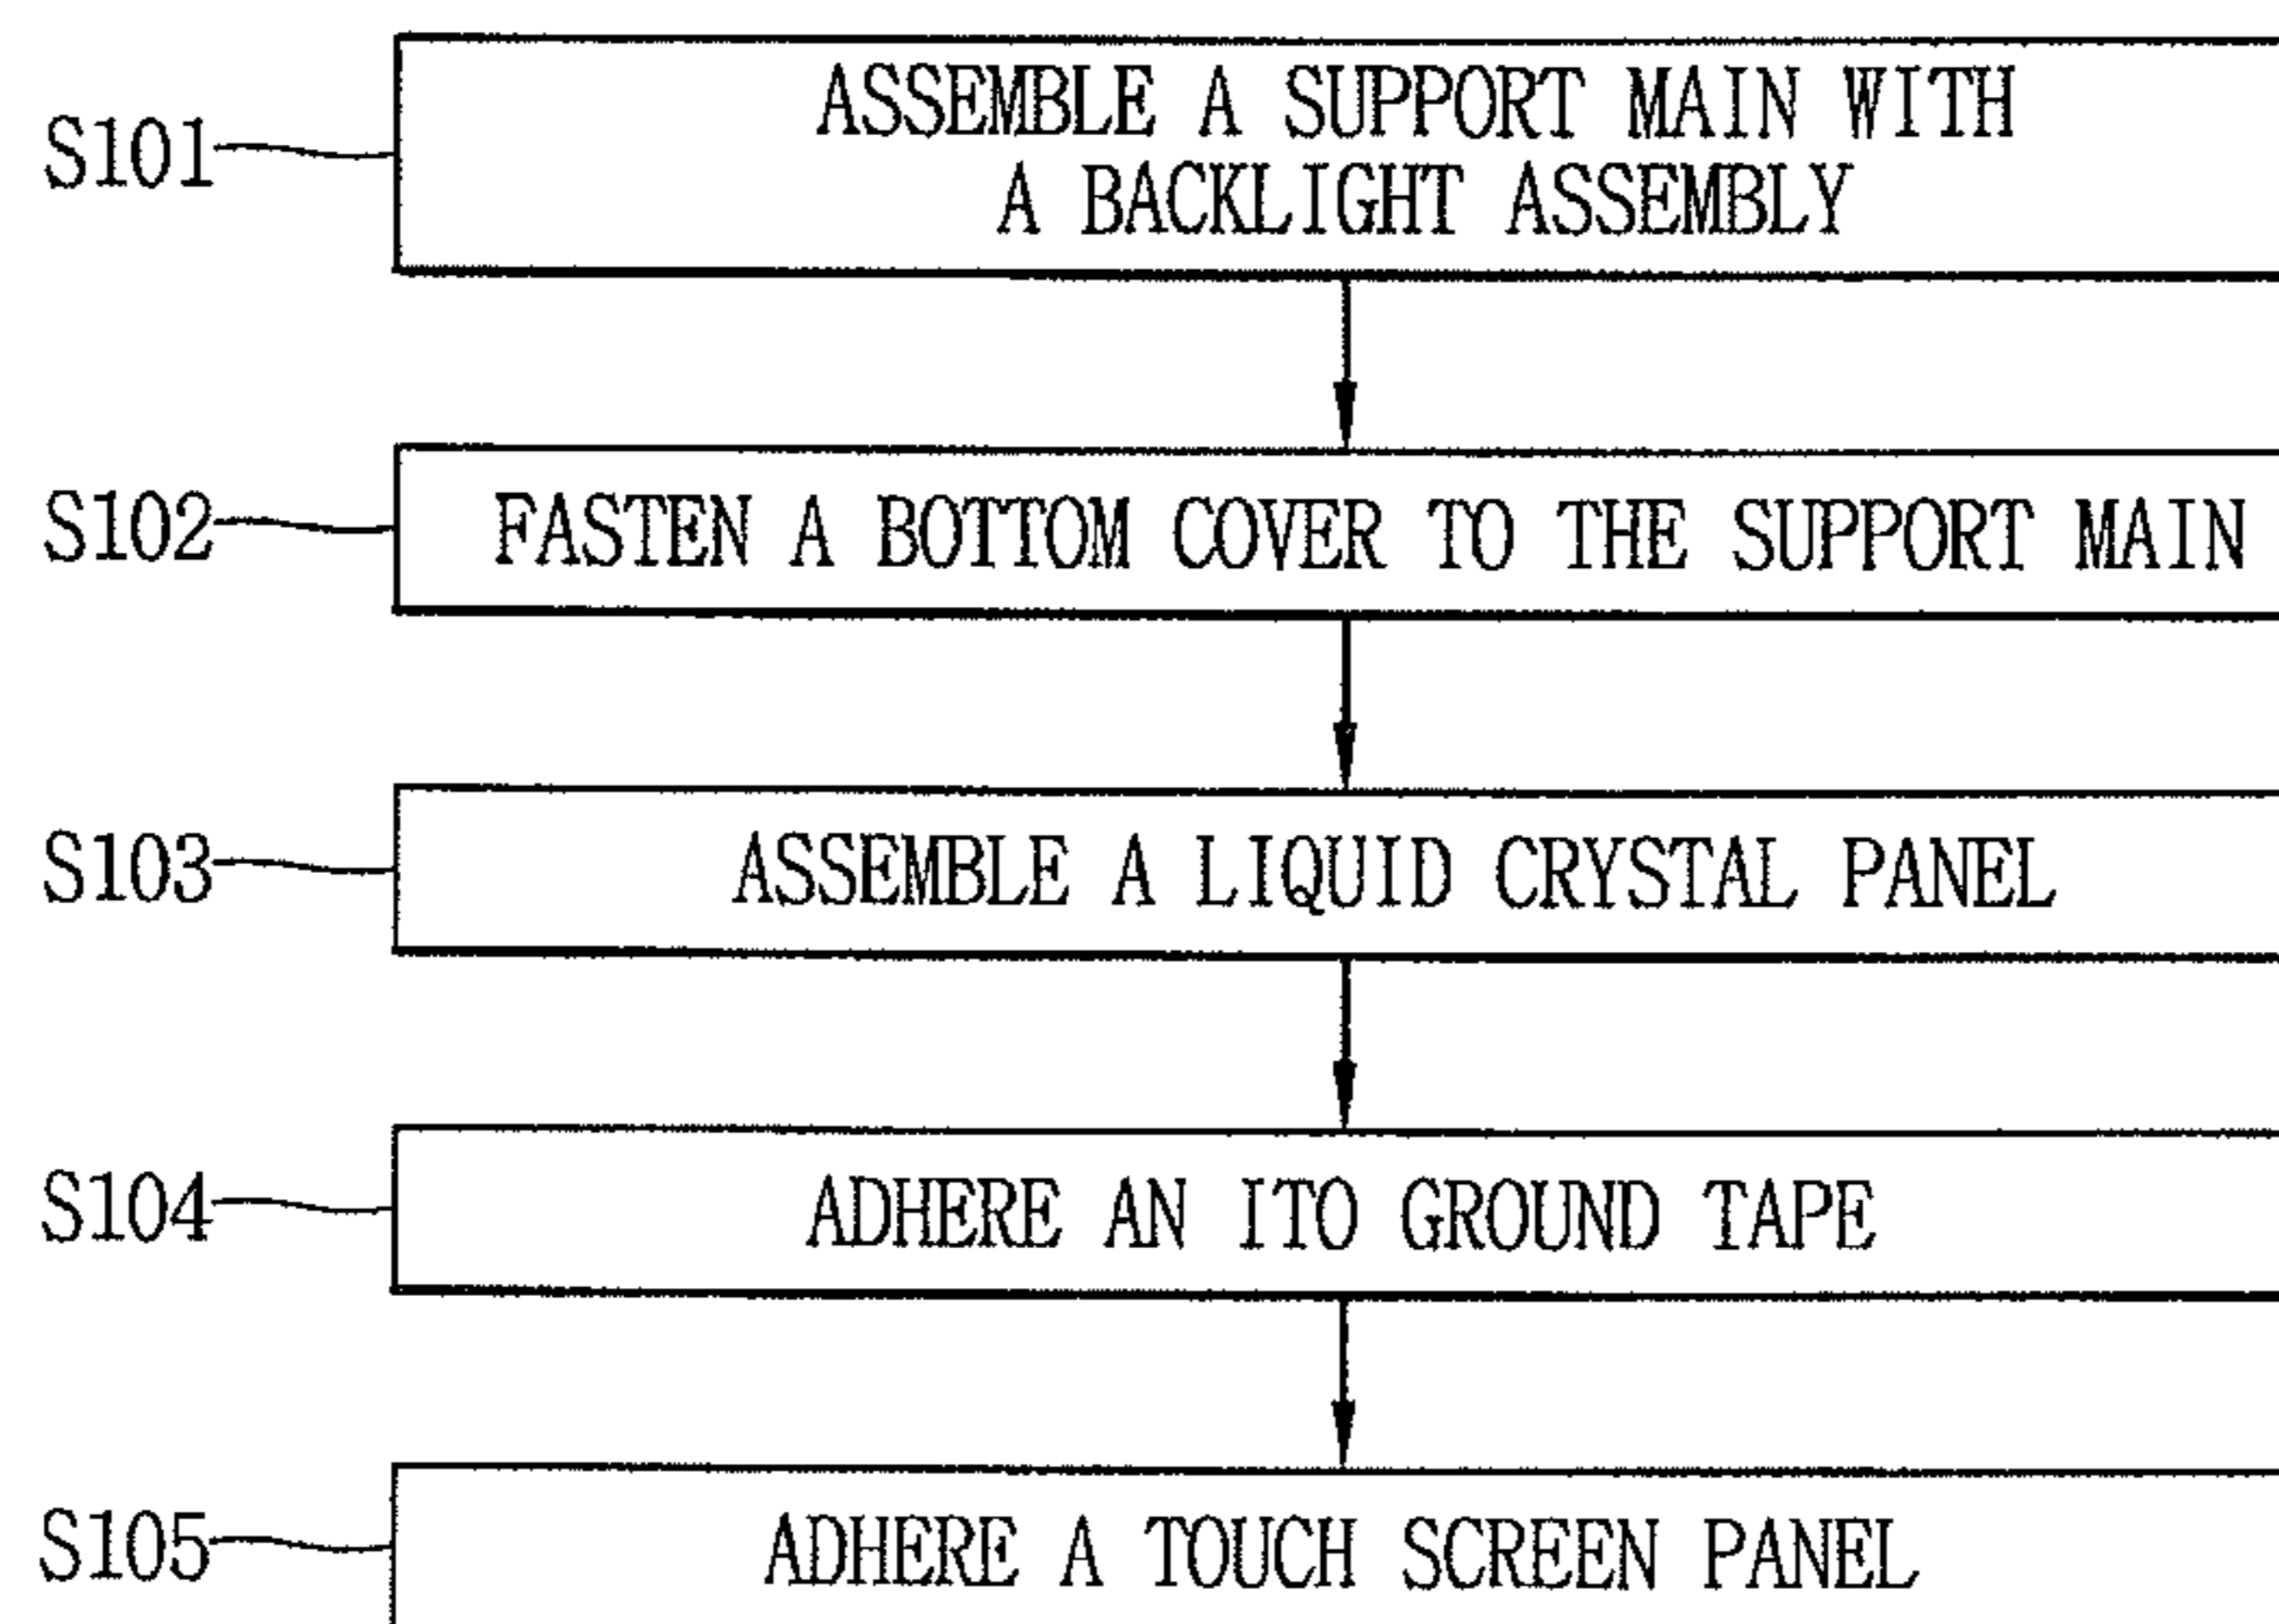 S101
ASSEMBLE A SUPPORT MAIN WITH
A BACKLIGHT ASSEMBLY
S102
FASTEN A BOTTOM COVER TO THE SUPPORT MAIN
S103
ASSEMBLE A LIQUID CRYSTAL PANEL
S104
ADHERE AN ITO GROUND TAPE
S105
ADHERE A TOUCH SCREEN PANEL